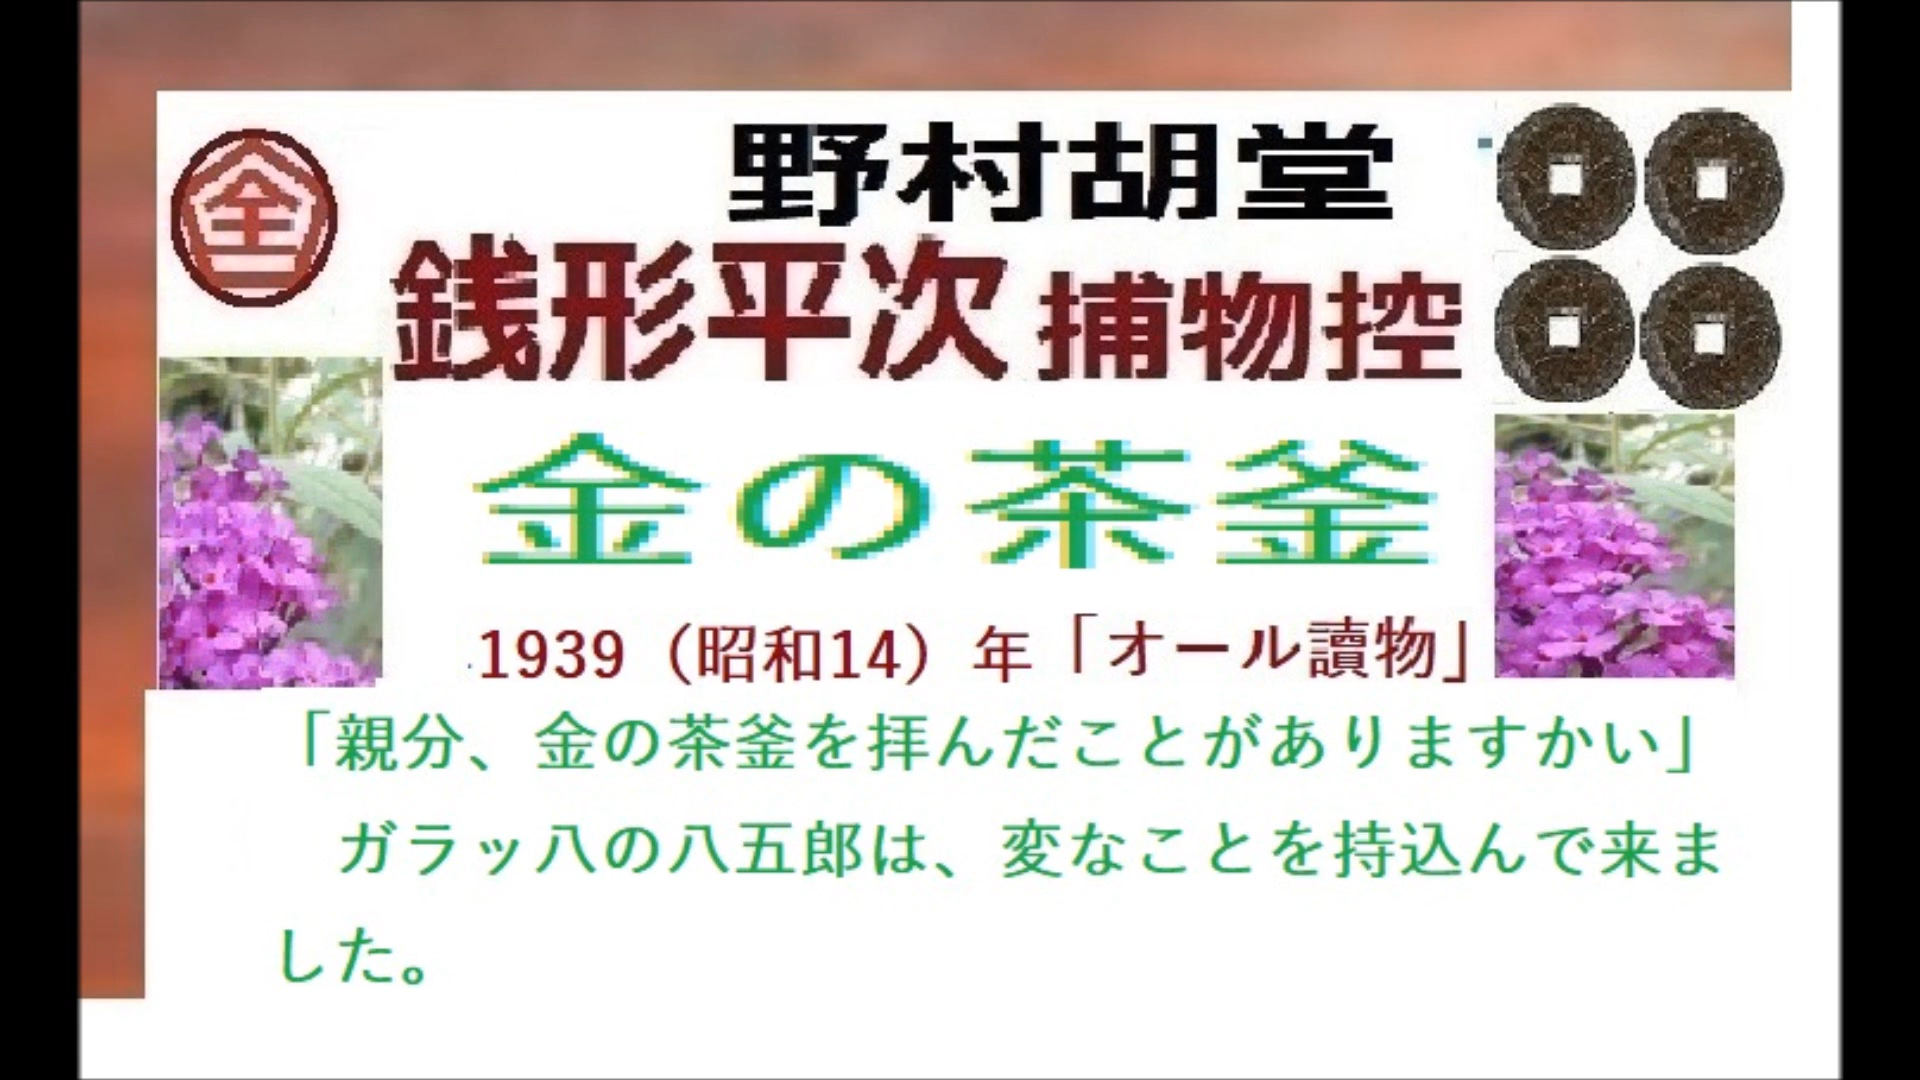 全
野村胡堂
銭形平次 捕物控
金の茶釜
1939（昭和14）年「オール讀物」
「親分、金の茶釜を拝んだことがありますかい」
ガラッ八の八五郎は、変なことを持込んで来ま
した。